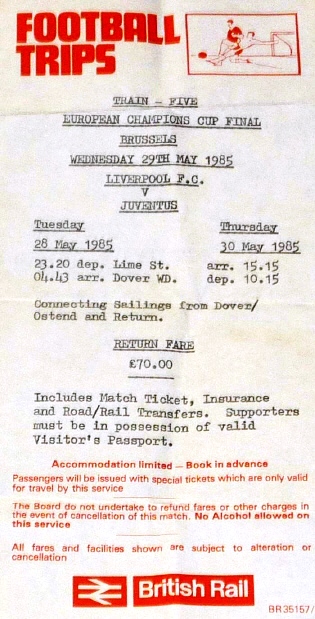 FOOTBALL
TRIPS
TRAIN - FIVE
EUROPEAN CHAMPIONS CUP FINAL
BRUSSELS
WEDNESDAY 29TH MAY 1985
LIVERPOOL F.C.
V
JUVENTUS
Tuesday Thursday
28 May 1985 30 May 1985
23.20 dep. Lime St. arr. 15.15
04.43 arr. Dover WD. dep. 10.15
Connecting Sailings from Dover/
Ostend and Return.
RETURN FARE
£70.00
Includes Match Ticket, Insurance
and Road/Rail Transfers. Supporters
must be in possession of valid
Visitor's Passport.
Accommodation limited – Book in advance
Passengers will be issued with special tickets which are only valid
for travel by this service
The Board do not undertake to refund fares or other charges in
the event of cancellation of this match. No Alcohol allowed on
this service
All fares and facilities shown are subject to alteration or
cancellation
British Rail
BR35157/